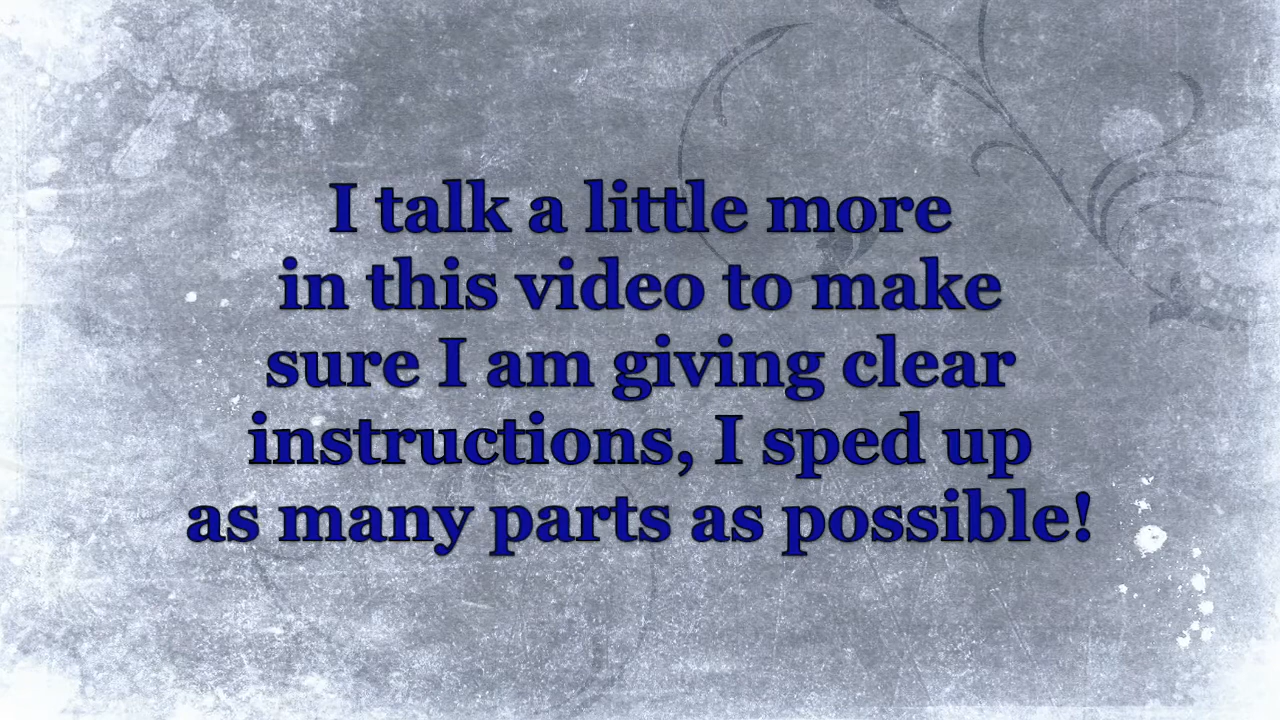 I talk a little more
in this video to make
sure I am giving clear
instructions, I sped up
as many parts as possible!